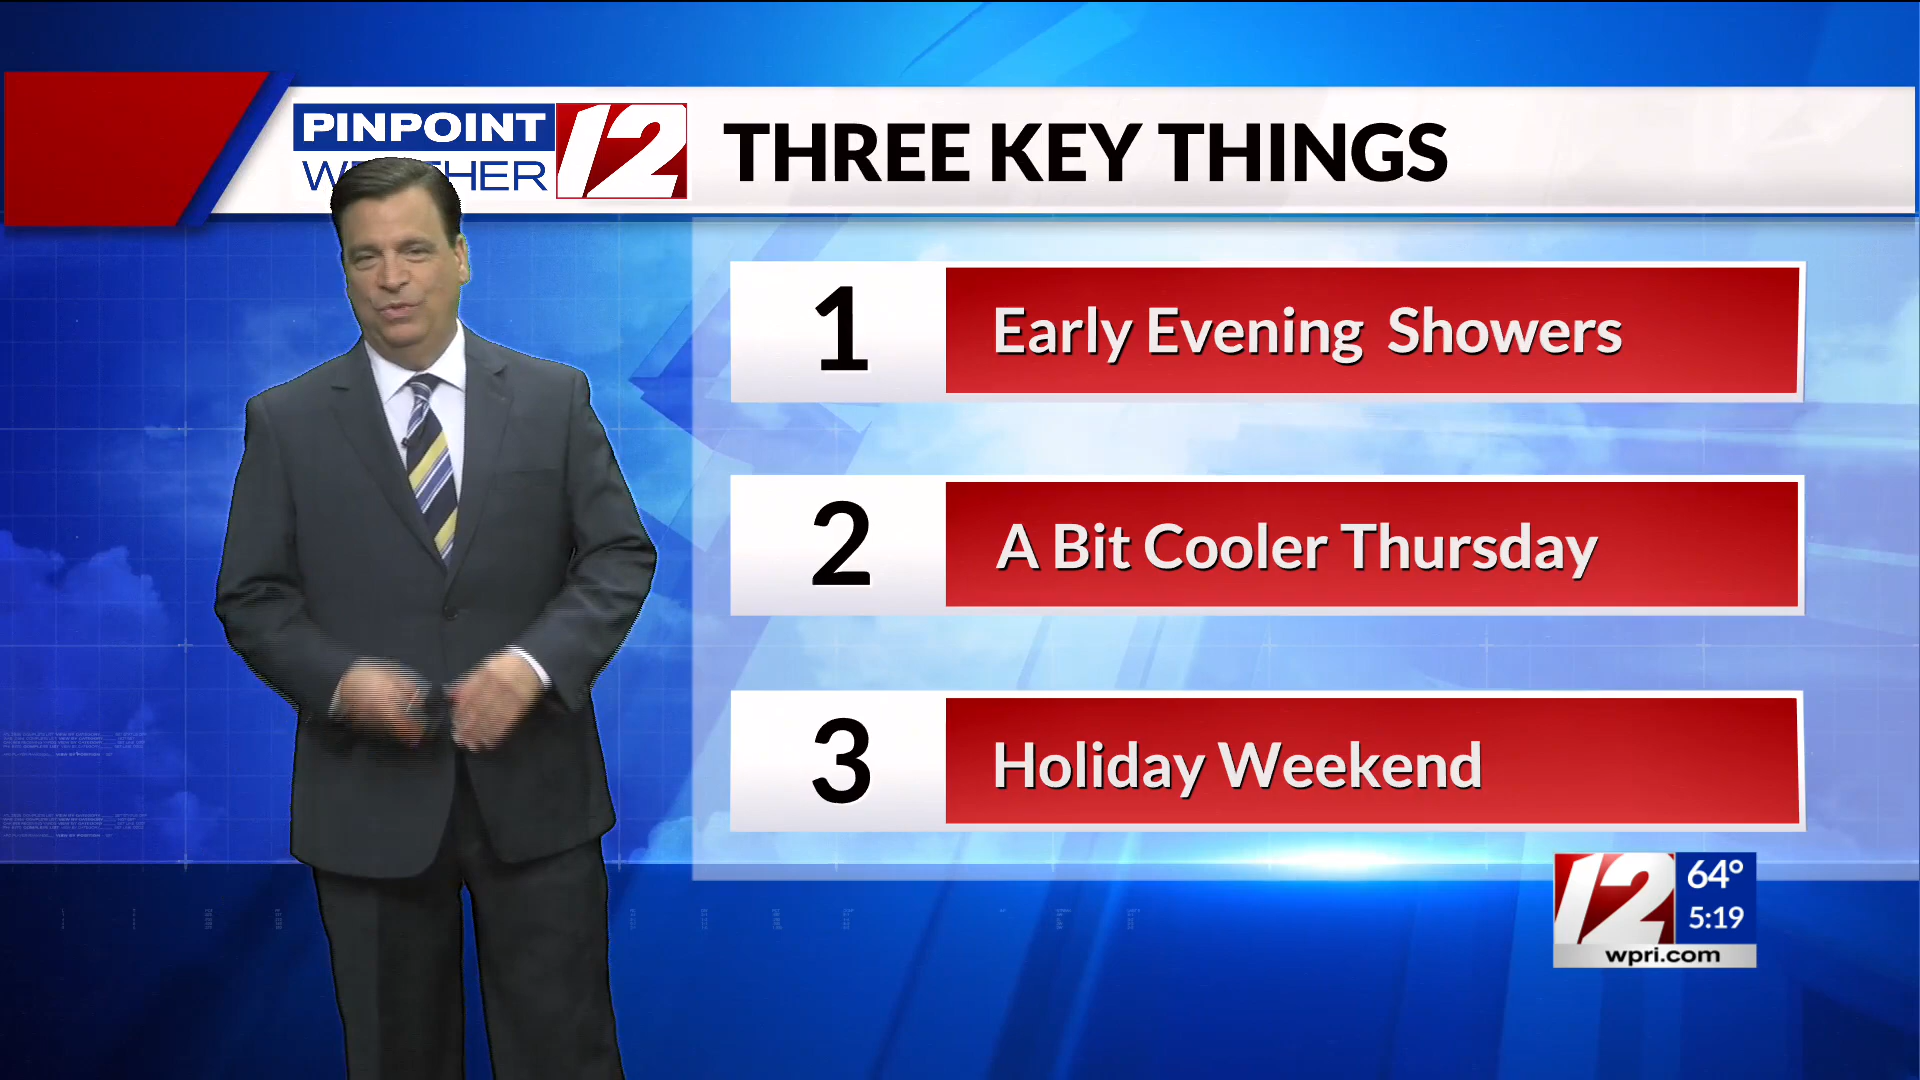 PINPOINT
WEATHER 12
THREE KEY THINGS
1 Early Evening Showers
2 A Bit Cooler Thursday
3 Holiday Weekend
12 64°
5:19
wpri.com